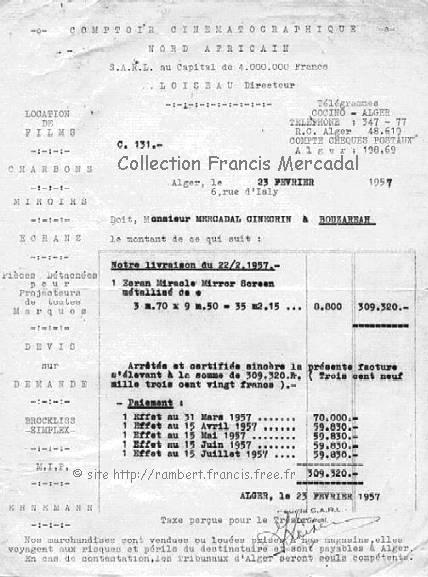 -o- COMPTOIR CINEMATOGRAPHIQUE -o-
NORD AFRICAIN
S.A.R.L. au Capital de 4.000.000 Francs
LOISEAU Directeur
-:-:-:-:-:-:-:-:-:-
Télégrammes
COCINO - ALGER
TELEPHONE : 347 - 77
R.C. Alger 48.619
COMPTE CHEQUES POSTAUX
Alger: 190.69
LOCATION
DE
FILMS
-:-:-:-
CHARBONS
-:-:-:-
MIROIRS
-:-:-:-
ECRANS
-:-:-:-
Pièces Détachées
pour
Projecteurs
de toutes
Marques
-:-:-:-
DEVIS
sur
DEMANDE
-:-:-:-
BROCKLISS
-SIMPLEX-
-:-:-:-
M.I.P.
-:-:-:-
-:-:-:-
C. 131.-
Collection Francis Mercadal
Alger, le 23 FEVRIER 1957
6, rue d'Isly
Doit, Monsieur MERCADAL CINECRIN à BOUZAREAH
le montant de ce qui suit :
Notre livraison du 22/2.1957.-
1 Ecran Miracle Mirror Screen
métallisé de :
3 m.70 x 9 m.50 = 35 m2,15 ... 8.800 309.320.-
Arrêtée et certifiée sincère la présente facture
s'élevant à la somme de 309.320.Fr. ( Trois cent neuf
mille trois cent vingt francs ).-
- Paiement :
1 Effet au 31 Mars 1957 ....... 70.000.-
1 Effet au 15 Avril 1957 ...... 59.830.-
1 Effet au 15 Mai 1957 ........ 59.830.-
1 Effet au 15 Juin 1957 ....... 59.830.-
1 Effet au 15 Juillet 1957 .... 59.830.-
309.320.-
© site http://rambert.francis.free.fr
ALGER, le 23 FEVRIER 1957
Taxe perçue pour le Trésor
Nos marchandises sont vendues ou louées prises à nos magasins, elles
voyagent aux risques et périls du destinataire et sont payables à Alger.
En cas de contestation, les Tribunaux d'Alger seront seuls compétents.